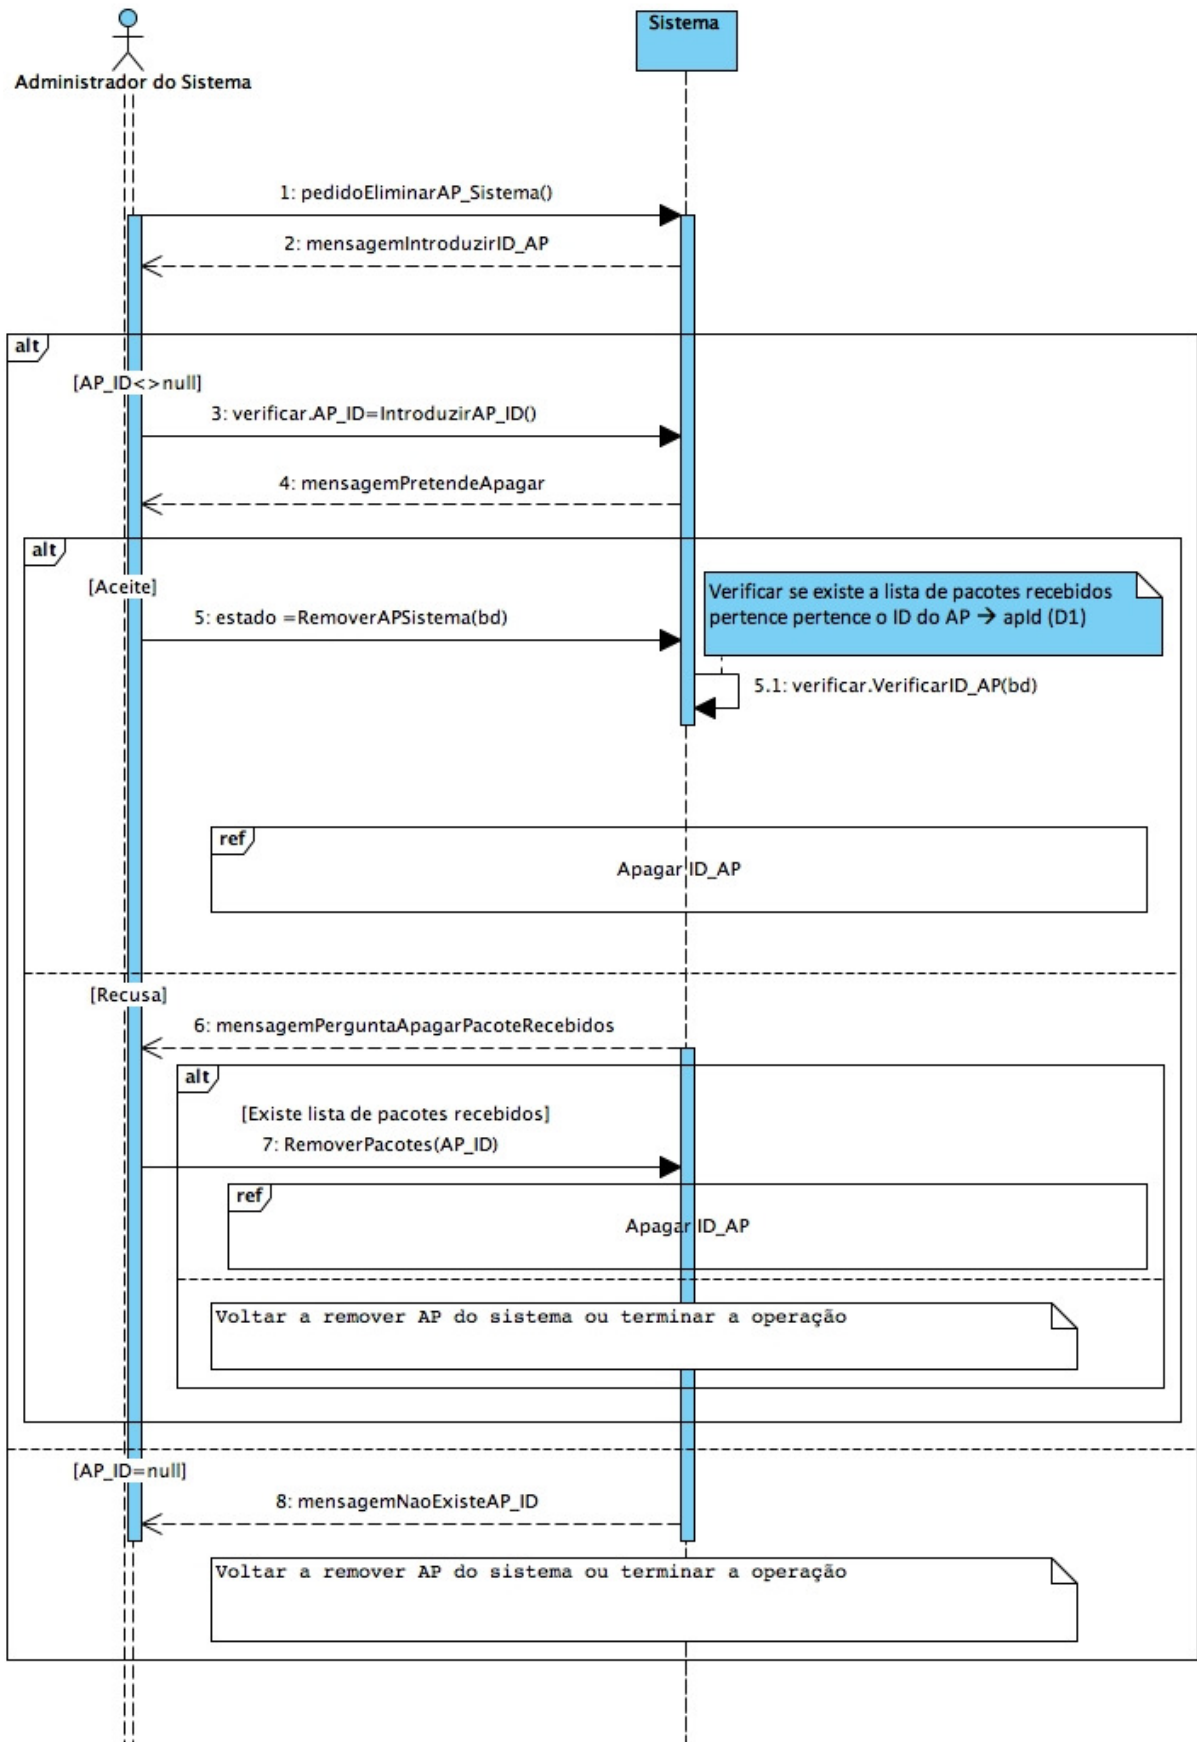 Sistema
Administrador do Sistema
1: pedidoEliminarAP_Sistema()
2: mensagemIntroduzirID_AP
alt
[AP_ID<>null]
3: verificar.AP_ID=IntroduzirAP_ID()
4: mensagemPretendeApagar
alt
[Aceite]
Verificar se existe a lista de pacotes recebidos
pertence pertence o ID do AP → apId (D1)
5: estado =RemoverAPSistema(bd)
5.1: verificar.VerificarID_AP(bd)
ref
Apagar ID_AP
[Recusa]
6: mensagemPerguntaApagarPacoteRecebidos
alt
[Existe lista de pacotes recebidos]
7: RemoverPacotes(AP_ID)
ref
Apagar ID_AP
Voltar a remover AP do sistema ou terminar a operação
[AP_ID=null]
8: mensagemNaoExisteAP_ID
Voltar a remover AP do sistema ou terminar a operação